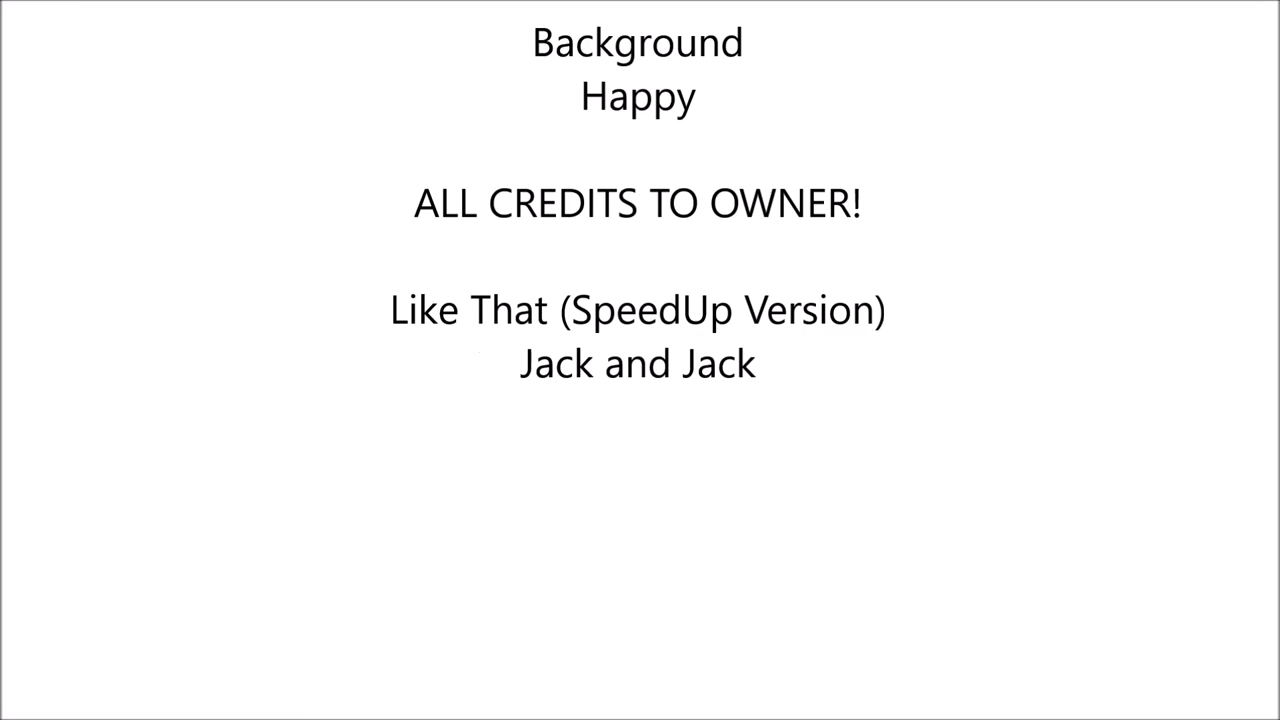 Background
Happy
ALL CREDITS TO OWNER!
Like That (SpeedUp Version)
Jack and Jack